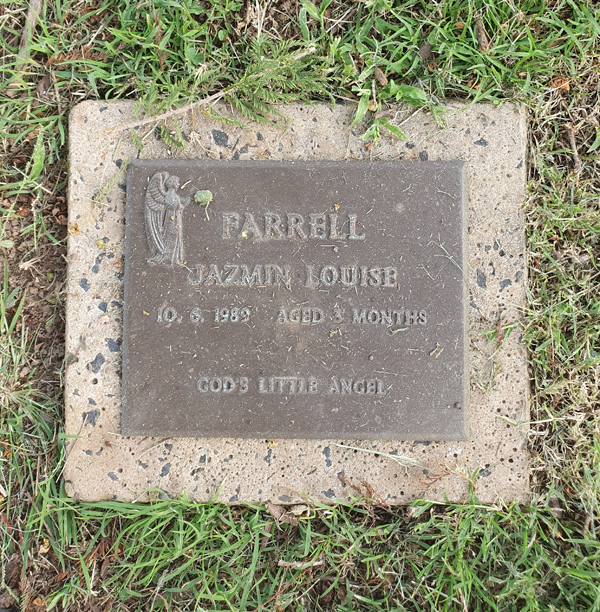 FARRELL
JAZMIN LOUISE
10. 6. 1989 AGED 3 MONTHS
GOD'S LITTLE ANGEL